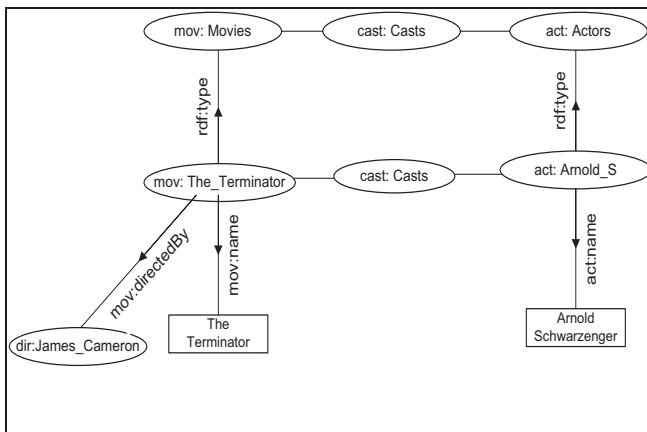 mov: Movies
cast: Casts
act: Actors
rdf:type
rdf:type
mov: The_Terminator
cast: Casts
act: Arnold_S
mov:directedBy
mov:name
act:name
dir:James_Cameron
The
Terminator
Arnold
Schwarzenger